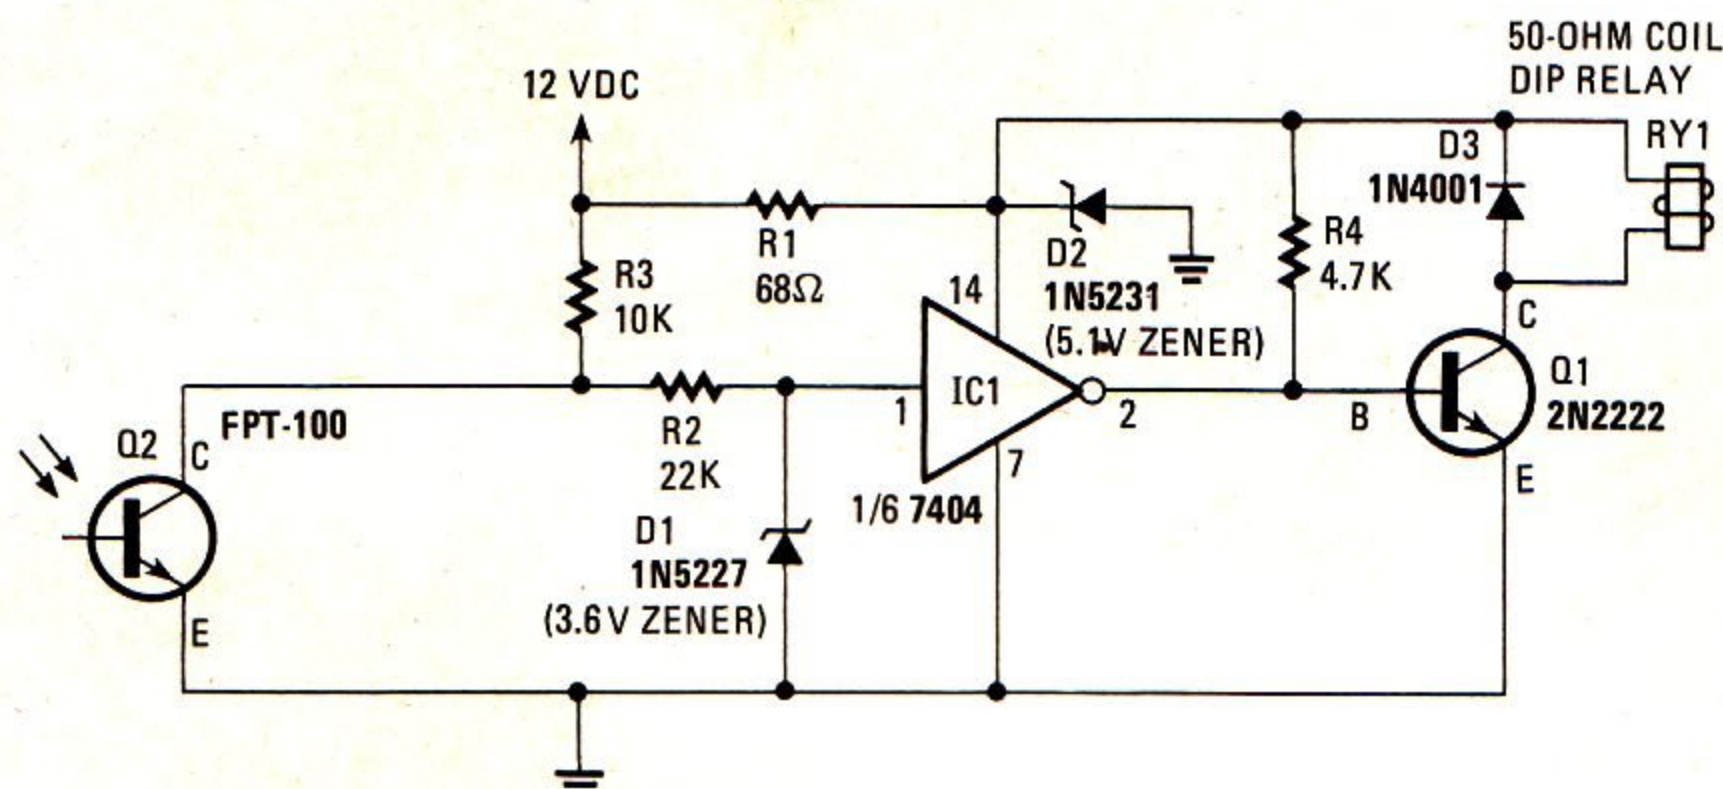 50-OHM COIL
DIP RELAY
12 VDC
RY1
D3
1N4001
R1
68Ω
R3
10K
D2
1N5231
(5.1V ZENER)
R4
4.7K
14
C
Q1
2N2222
B
E
IC1
1
2
7
1/6 7404
R2
22K
FPT-100
Q2
C
E
D1
1N5227
(3.6V ZENER)